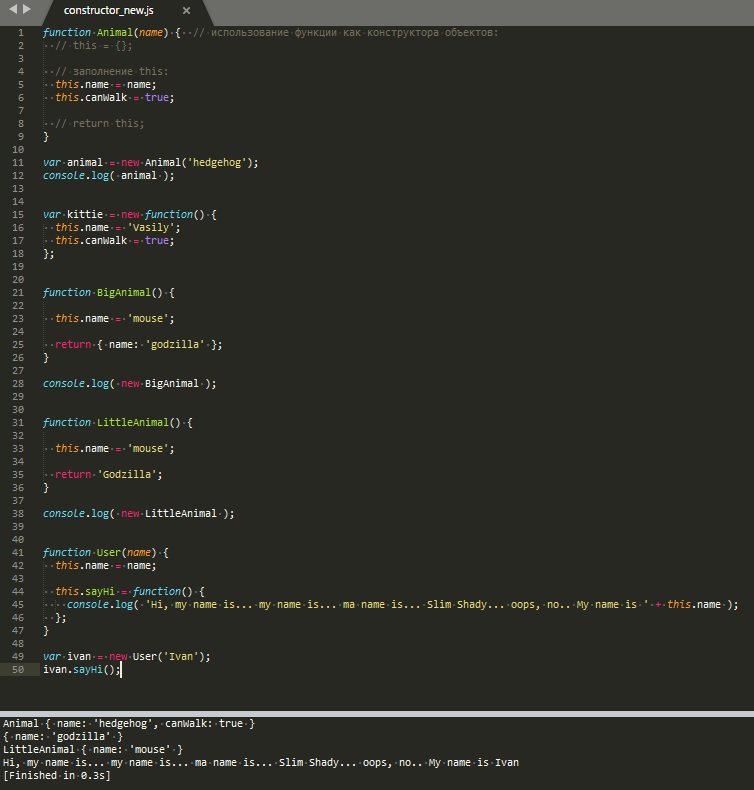 constructor_new.js ×
1 function Animal(name) { // использование функции как конструктора объектов:
2 // this = {};
3
4 // заполнение this:
5 this.name = name;
6 this.canWalk = true;
7
8 // return this;
9 }
10
11 var animal = new Animal('hedgehog');
12 console.log( animal );
13
14
15 var kittie = new function() {
16 this.name = 'Vasily';
17 this.canWalk = true;
18 };
19
20
21 function BigAnimal() {
22
23 this.name = 'mouse';
24
25 return { name: 'godzilla' };
26 }
27
28 console.log( new BigAnimal );
29
30
31 function LittleAnimal() {
32
33 this.name = 'mouse';
34
35 return 'Godzilla';
36 }
37
38 console.log( new LittleAnimal );
39
40
41 function User(name) {
42 this.name = name;
43
44 this.sayHi = function() {
45 console.log( 'Hi, my name is... my name is... ma name is... Slim Shady... oops, no.. My name is ' + this.name );
46 };
47 }
48
49 var ivan = new User('Ivan');
50 ivan.sayHi();
Animal { name: 'hedgehog', canWalk: true }
{ name: 'godzilla' }
LittleAnimal { name: 'mouse' }
Hi, my name is... my name is... ma name is... Slim Shady... oops, no.. My name is Ivan
[Finished in 0.3s]